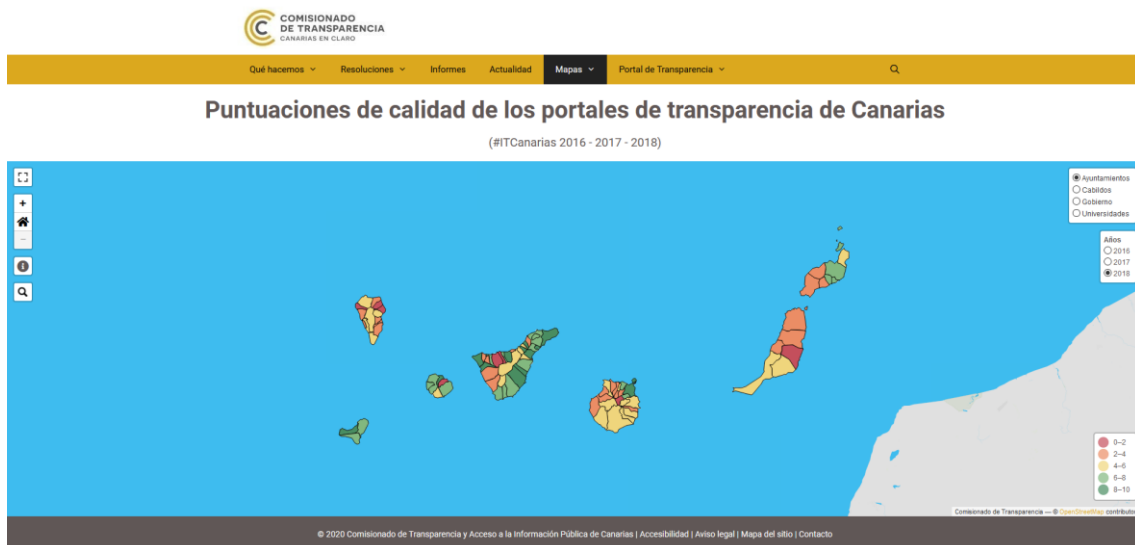 COMISIONADO
DE TRANSPARENCIA
CANARIAS EN CLARO
Qué hacemos Resoluciones Informes Actualidad Mapas Portal de Transparencia
Puntuaciones de calidad de los portales de transparencia de Canarias
(#ITCanarias 2016 - 2017 - 2018)
Ayuntamientos
Cabildos
Gobierno
Universidades
Años
2016
2017
2018
0–2
2–4
4–6
6–8
8–10
Comisionado de Transparencia — © OpenStreetMap contributo
© 2020 Comisionado de Transparencia y Acceso a la Información Pública de Canarias | Accesibilidad | Aviso legal | Mapa del sitio | Contacto